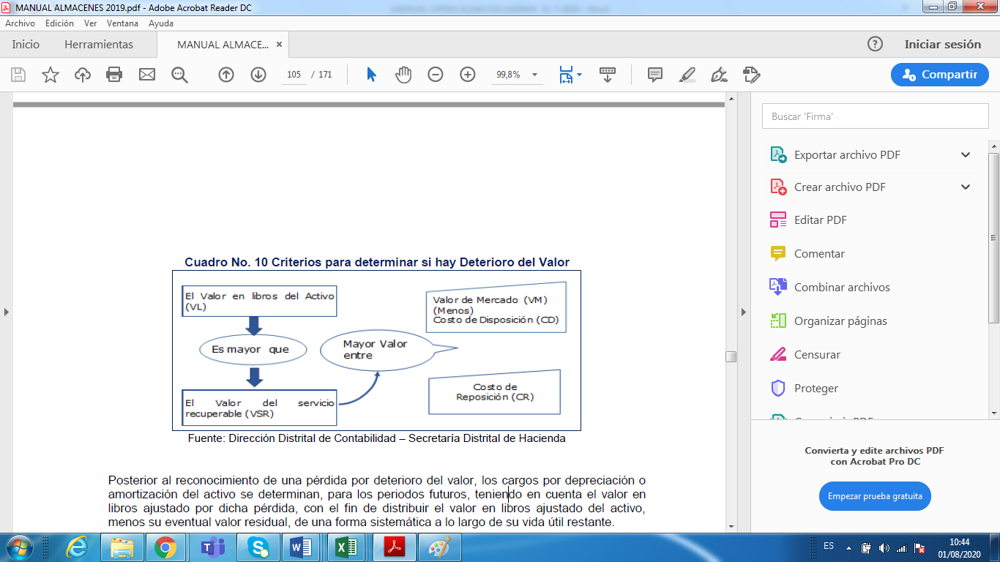 MANUAL ALMACENES 2019.pdf - Adobe Acrobat Reader DC
Archivo Edición Ver Ventana Ayuda
Inicio Herramientas MANUAL ALMACE... × Iniciar sesión
105 / 171 99,8% Compartir
Buscar 'Firma'
Exportar archivo PDF
Crear archivo PDF
Editar PDF
Comentar
Combinar archivos
Organizar páginas
Censurar
Proteger
Convierta y edite archivos PDF
con Acrobat Pro DC
Empezar prueba gratuita
Cuadro No. 10 Criterios para determinar si hay Deterioro del Valor
El Valor en libros del Activo
(VL)
Es mayor que
El Valor del servicio
recuperable (VSR)
Mayor Valor
entre
Valor de Mercado (VM)
(Menos)
Costo de Disposición (CD)
Costo de
Reposición (CR)
Fuente: Dirección Distrital de Contabilidad – Secretaría Distrital de Hacienda
Posterior al reconocimiento de una pérdida por deterioro del valor, los cargos por depreciación o
amortización del activo se determinan, para los periodos futuros, teniendo en cuenta el valor en
libros ajustado por dicha pérdida, con el fin de distribuir el valor en libros ajustado del activo,
menos su eventual valor residual, de una forma sistemática a lo largo de su vida útil restante.
ES
10:44
01/08/2020